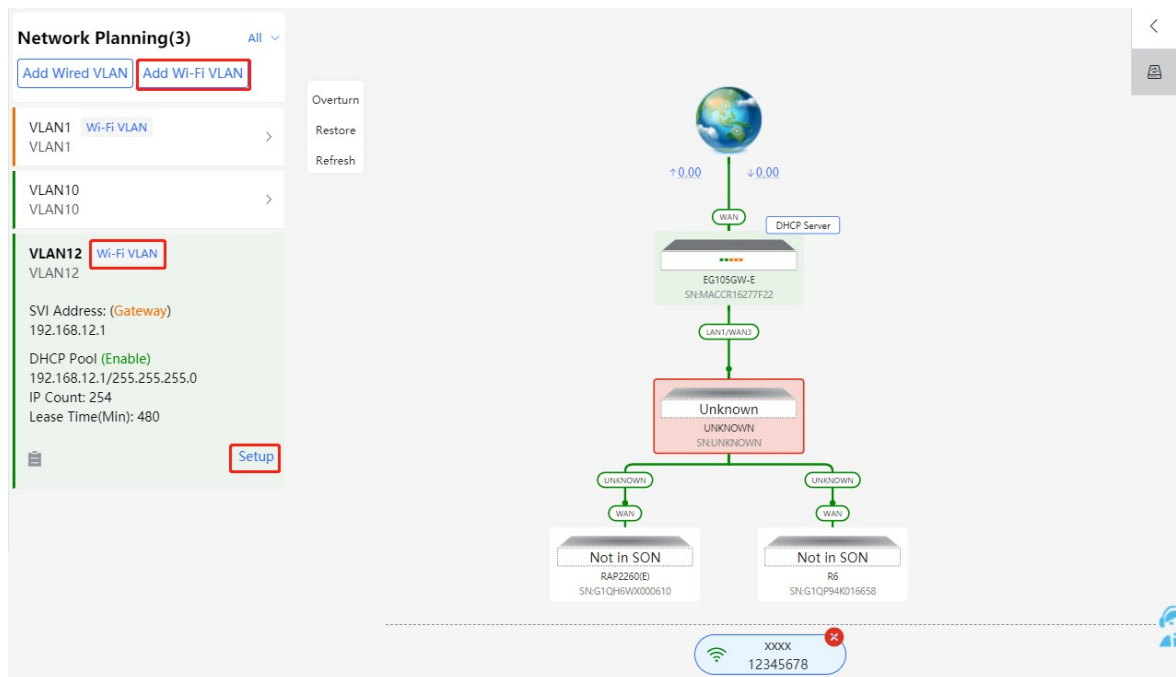 Network Planning(3)
All
Add Wired VLAN
Add Wi-Fi VLAN
VLAN1 Wi-Fi VLAN
VLAN1
VLAN10
VLAN10
VLAN12 Wi-Fi VLAN
VLAN12
SVI Address: (Gateway)
192.168.12.1
DHCP Pool (Enable)
192.168.12.1/255.255.255.0
IP Count: 254
Lease Time(Min): 480
Setup
Overturn
Restore
Refresh
↑0.00 ↓0.00
WAN
DHCP Server
EG105GW-E
SN:MACCR16277F22
LAN1/WAN3
Unknown
UNKNOWN
SN:UNKNOWN
UNKNOWN UNKNOWN
WAN WAN
Not in SON
RAP2260(E)
SN:G1QH6WX000610
Not in SON
R6
SN:G1QP94K016658
xxxx
12345678